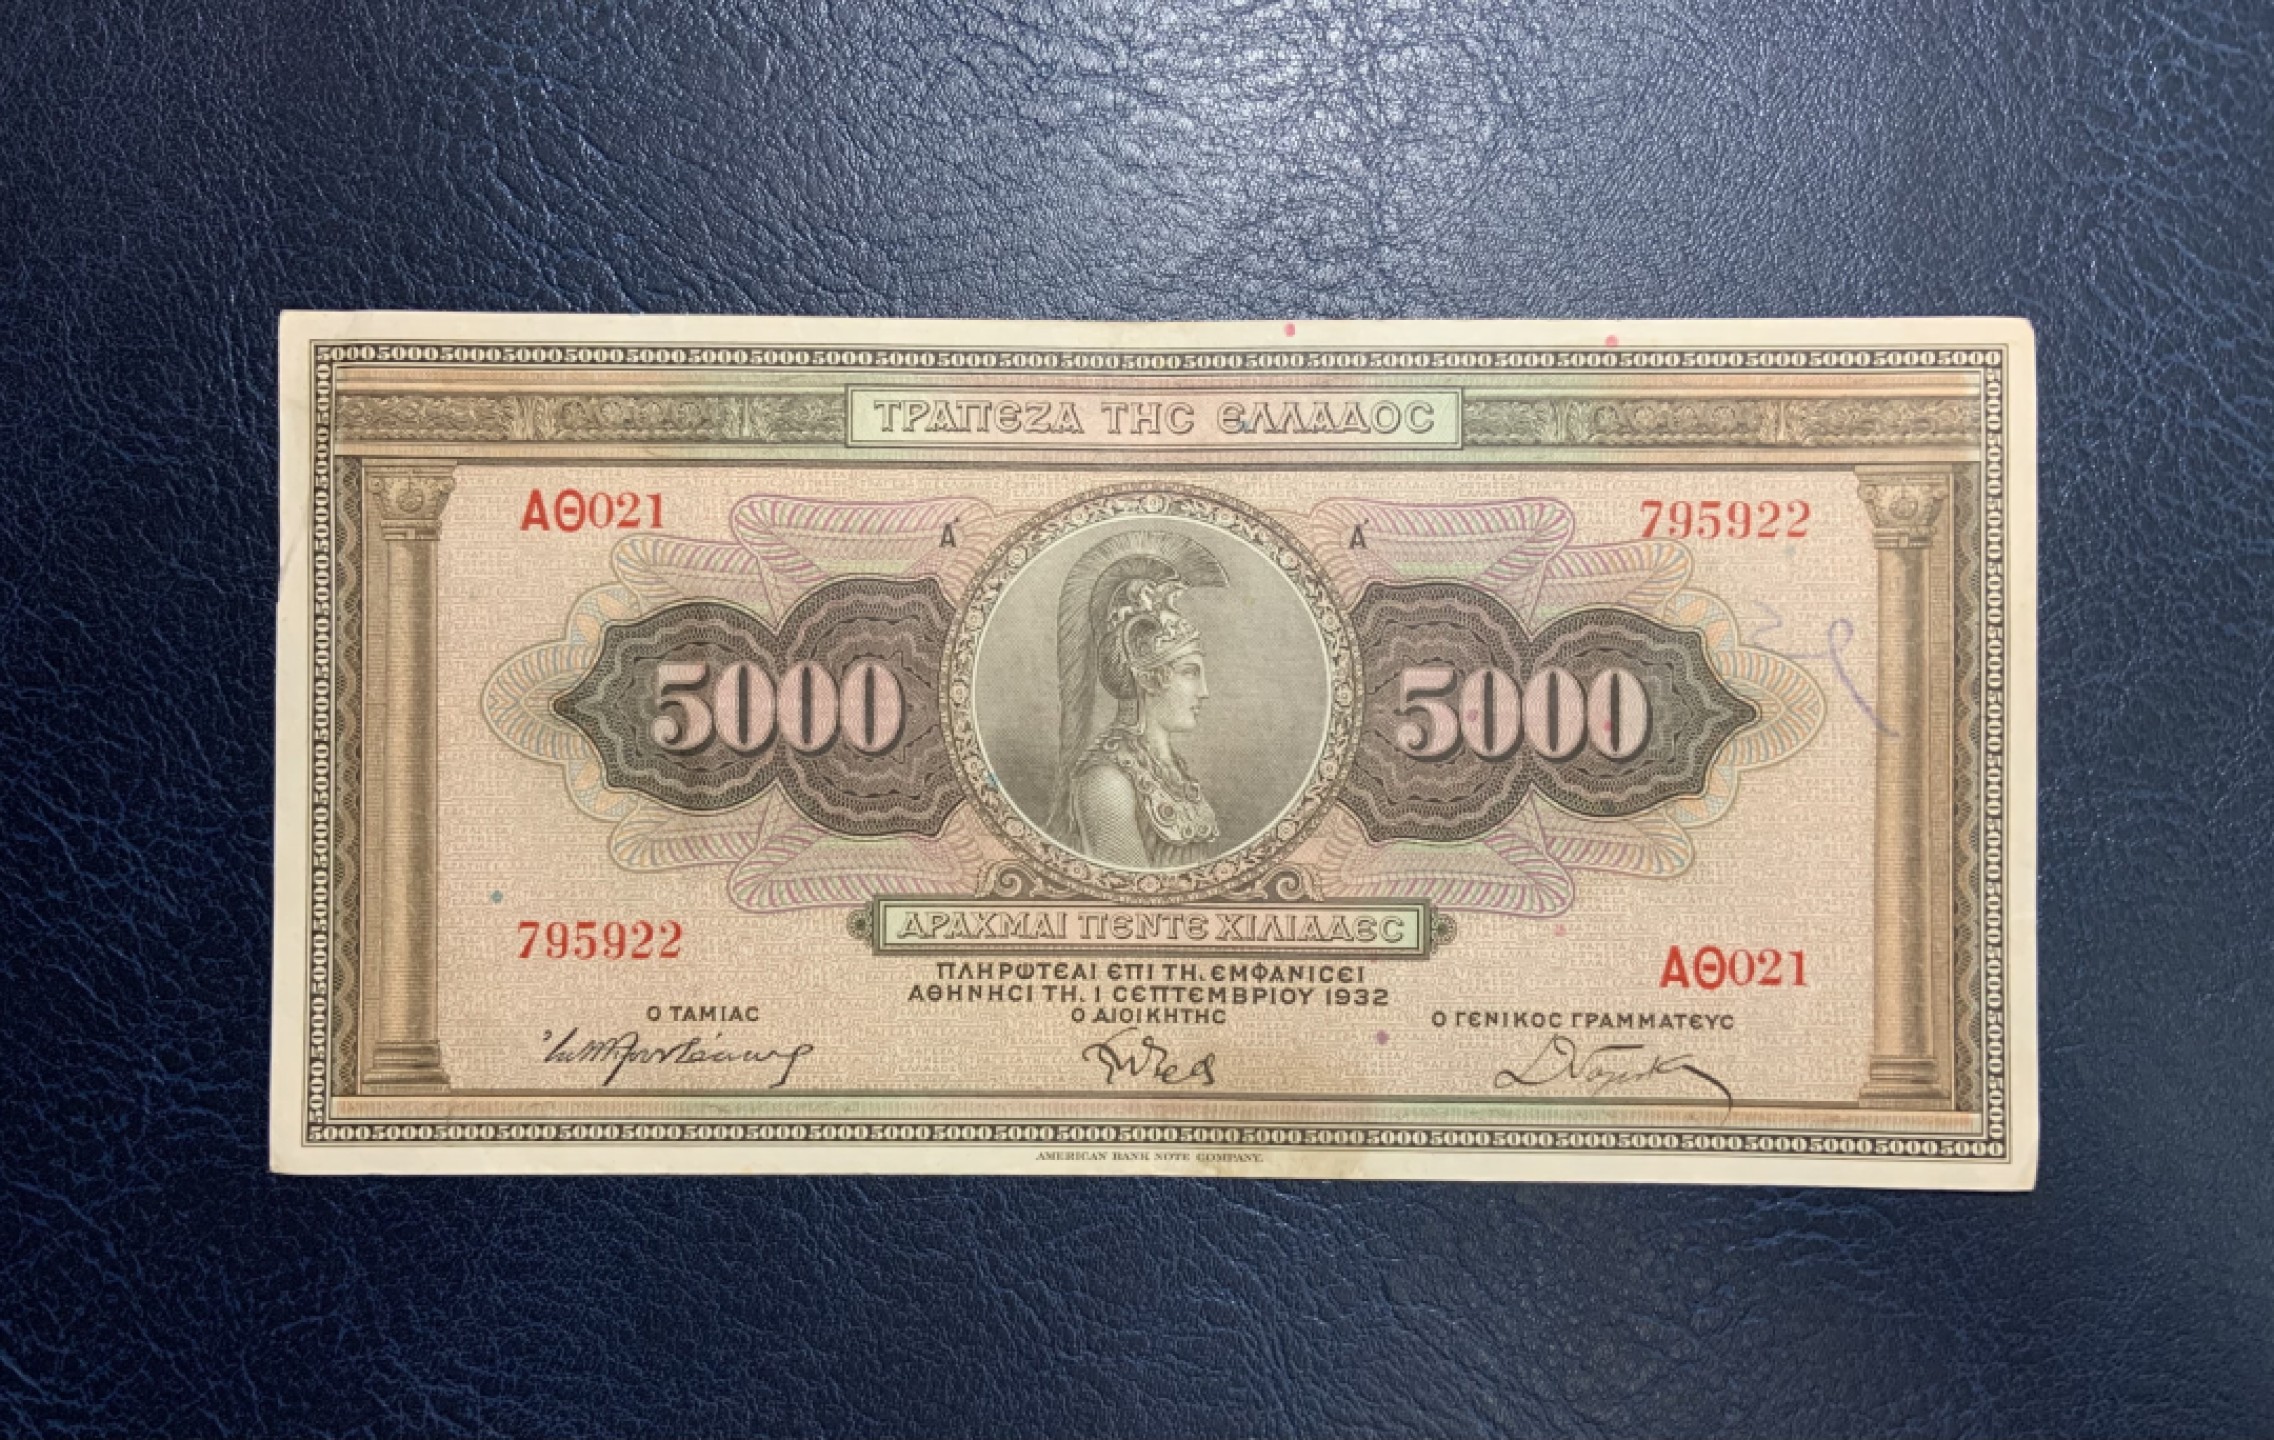 ΤΡΑΠΕΖΑ ΤΗϹ ΕΛΛΑΔΟϹ
ΑΘ021
Α΄
Α΄
795922
5000
5000
ΔΡΑΧΜΑΙ ΠΕΝΤΕ ΧΙΛΙΑΔΕϹ
795922
ΑΘ021
ΠΛΗΡΩΤΕΑΙ ΕΠΙ ΤΗ. ΕΜΦΑΝΙϹΕΙ
ΑΘΗΝΗϹΙ ΤΗ. 1 ϹΕΠΤΕΜΒΡΙΟΥ 1932
Ο ΤΑΜΙΑϹ
Ο ΔΙΟΙΚΗΤΗϹ
Ο ΓΕΝΙΚΟϹ ΓΡΑΜΜΑΤΕΥϹ
AMERICAN BANK NOTE COMPANY.